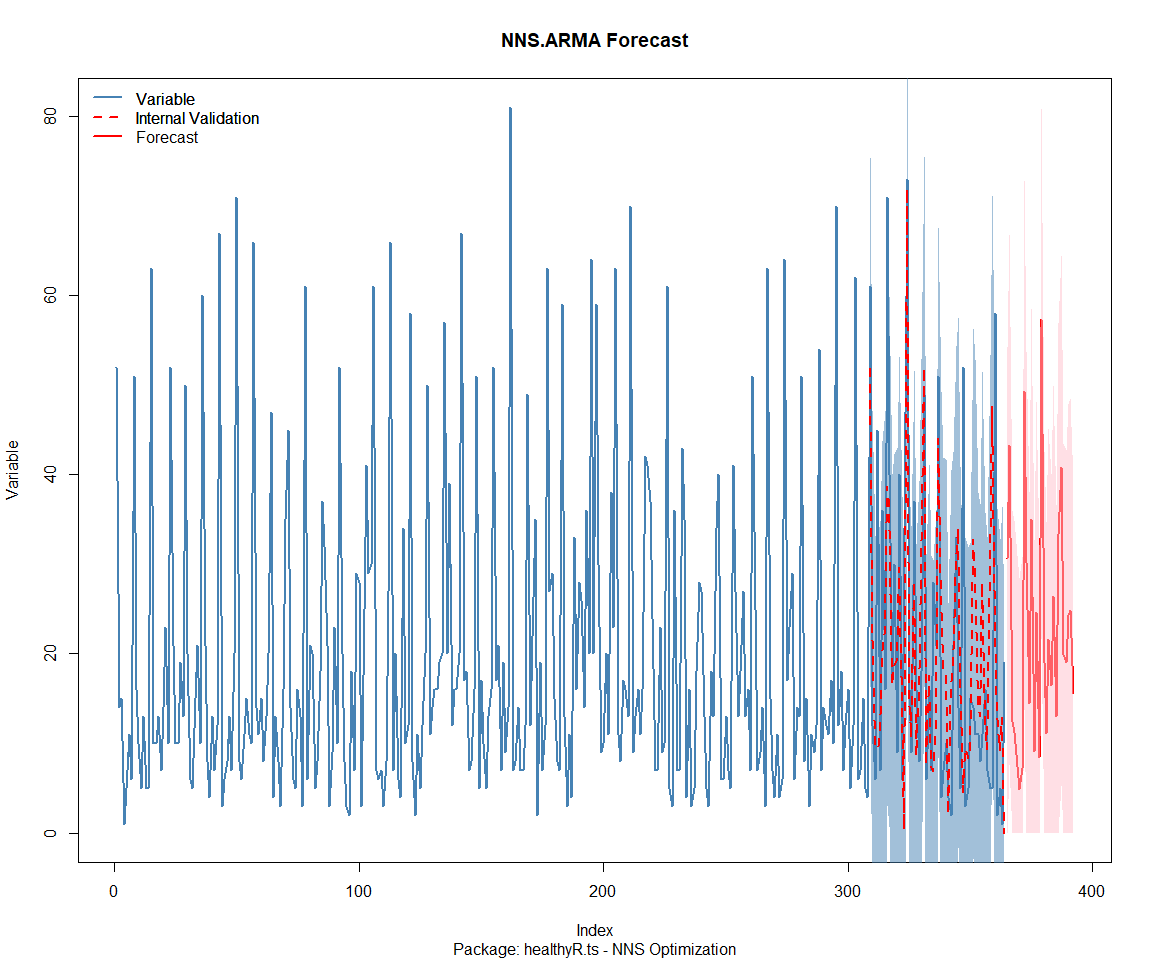 NNS.ARMA Forecast
Variable
Internal Validation
Forecast
80
60
40
20
0
Variable
0
100
200
300
400
Index
Package: healthyR.ts - NNS Optimization